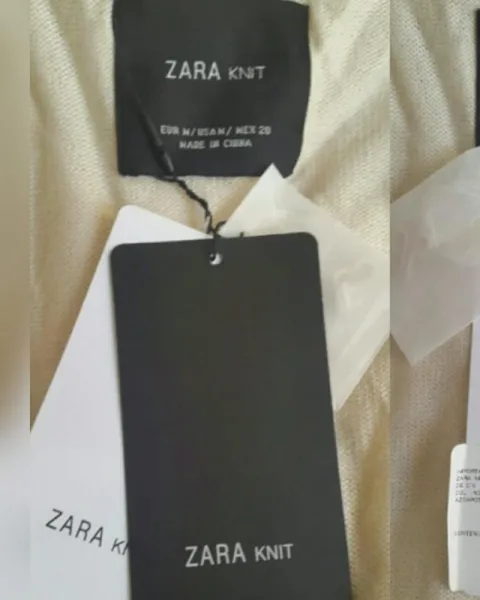 ZARA KNIT
EUR M/USA M/ MEX 28
MADE IN CHINA
ZARA KN
ZARA KNIT